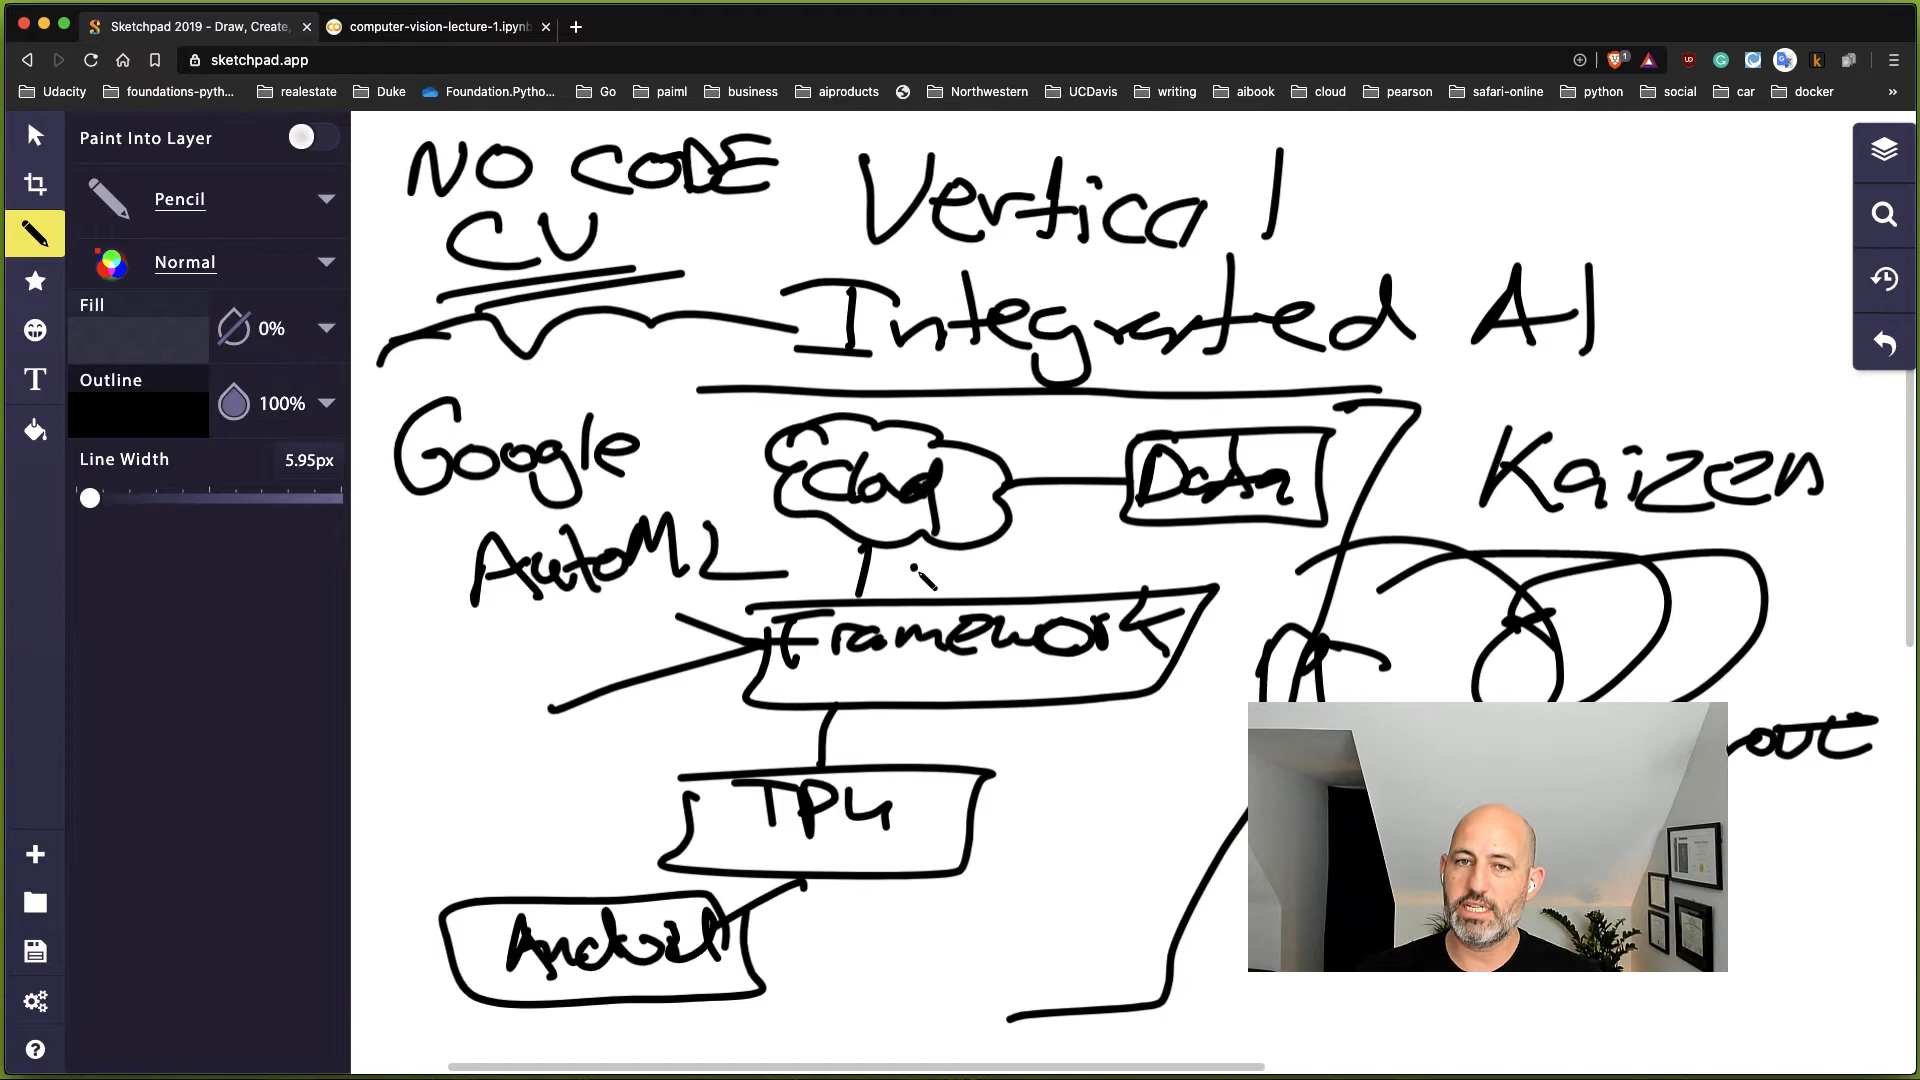 Sketchpad 2019 - Draw, Create,
computer-vision-lecture-1.ipynb
sketchpad.app
1
Udacity
foundations-pyth...
realestate
Duke
Foundation.Pytho...
Go
paiml
business
aiproducts
Northwestern
UCDavis
writing
aibook
cloud
pearson
safari-online
python
social
car
docker
»
Paint Into Layer
Pencil
Normal
Fill
0%
Outline
100%
Line Width
5.95px
NO CODE
CV
Vertical
Integrated AI
Google
AutoML
Cloud
Data
Kaizen
Framework
TPU
Android
out